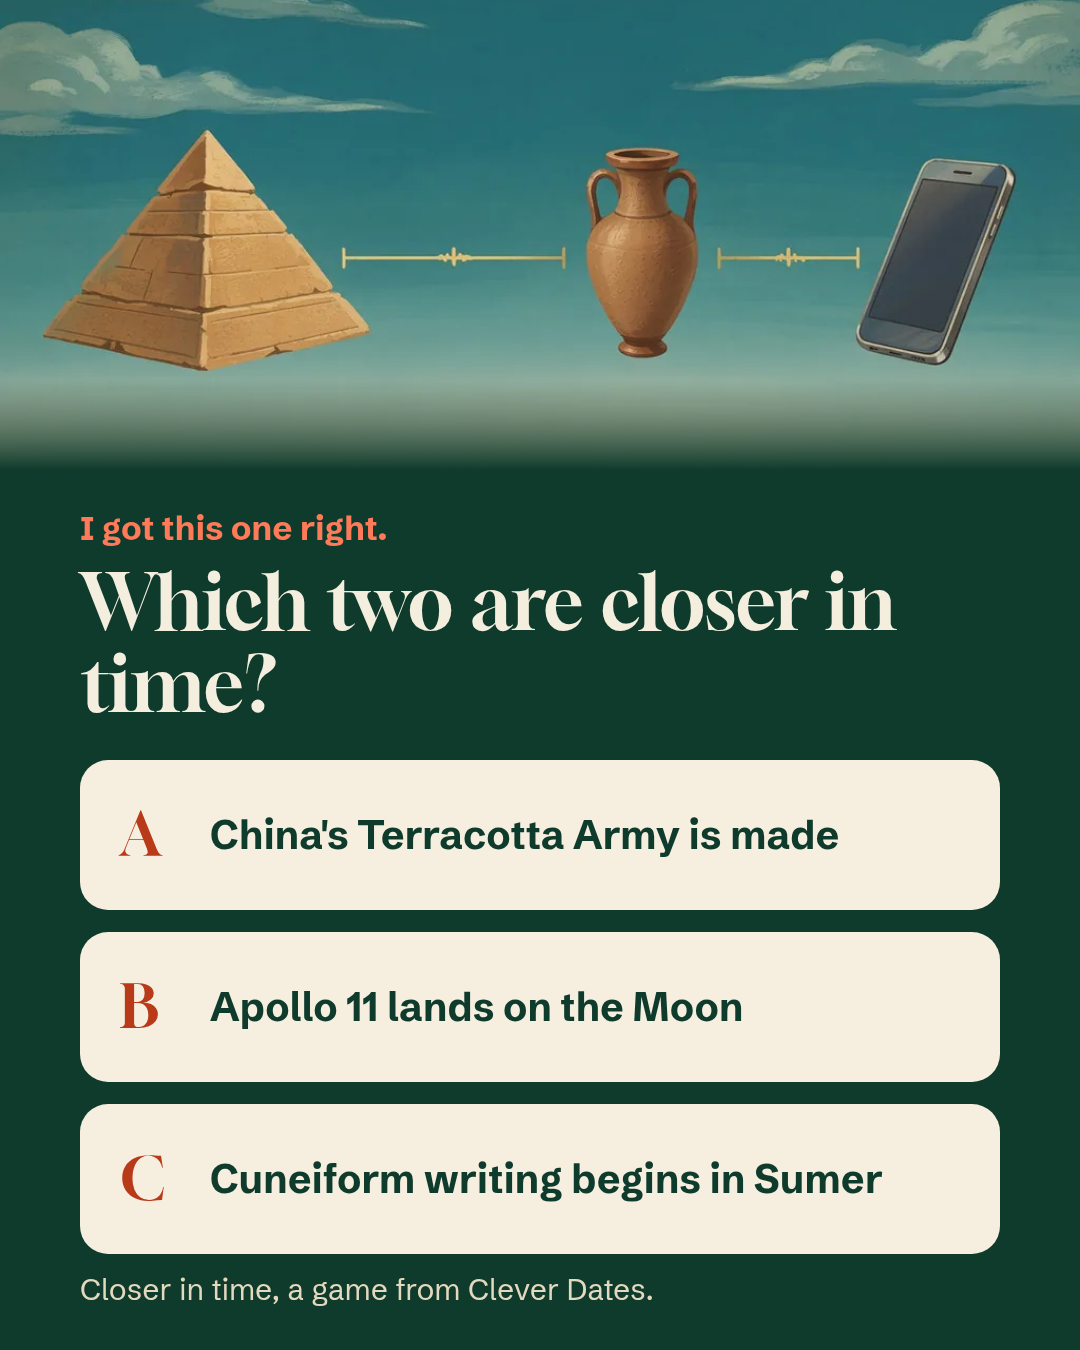 I got this one right.
Which two are closer in
time?
A China's Terracotta Army is made
B Apollo 11 lands on the Moon
C Cuneiform writing begins in Sumer
Closer in time, a game from Clever Dates.